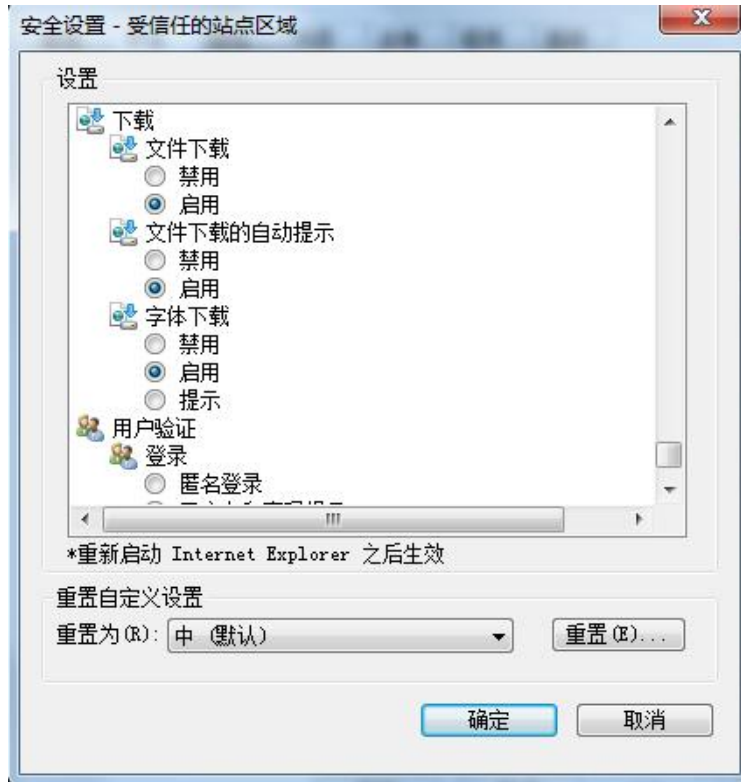 安全设置 - 受信任的站点区域
设置
下载
文件下载
禁用
启用
文件下载的自动提示
禁用
启用
字体下载
禁用
启用
提示
用户验证
登录
匿名登录
*重新启动 Internet Explorer 之后生效
重置自定义设置
重置为(R): 中 (默认) 重置(E)...
确定 取消